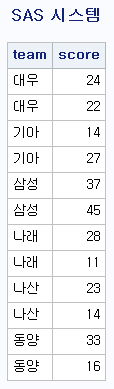 SAS 시스템
team score
대우 24
대우 22
기아 14
기아 27
삼성 37
삼성 45
나래 28
나래 11
나산 23
나산 14
동양 33
동양 16